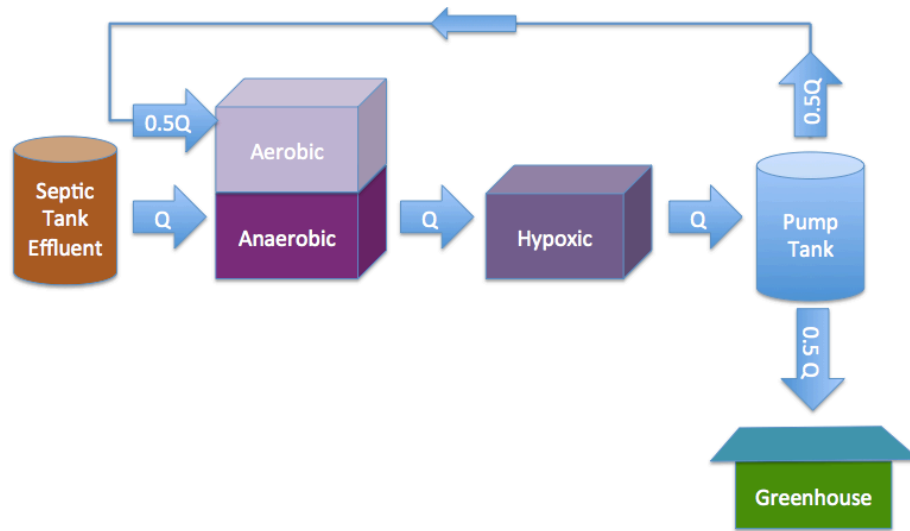 0.5Q
0.5Q
Aerobic
Septic
Tank
Effluent
Q
Anaerobic
Q
Hypoxic
Q
Pump
Tank
0.5 Q
Greenhouse